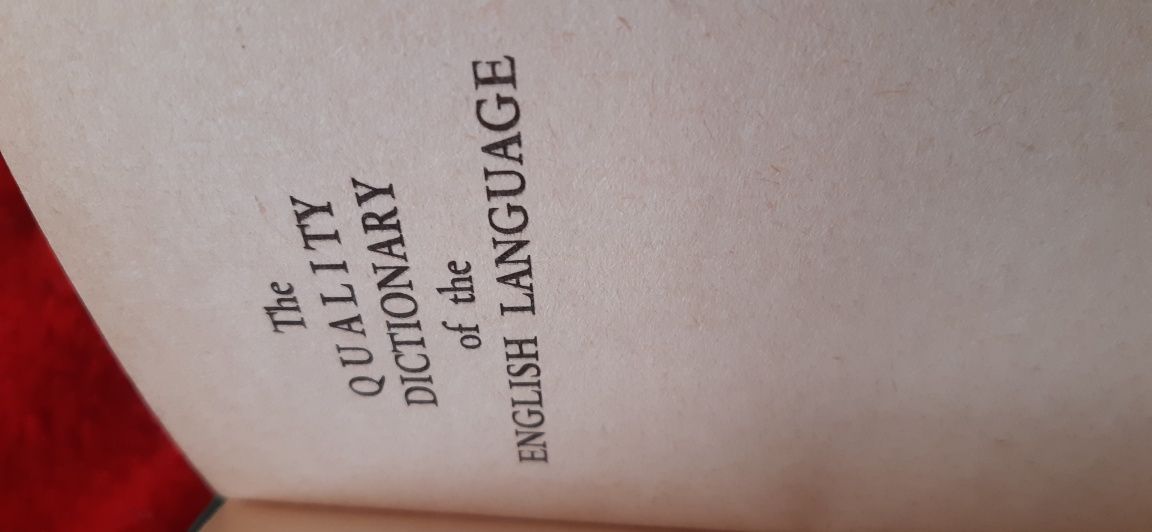 The
QUALITY
DICTIONARY
of the
ENGLISH LANGUAGE